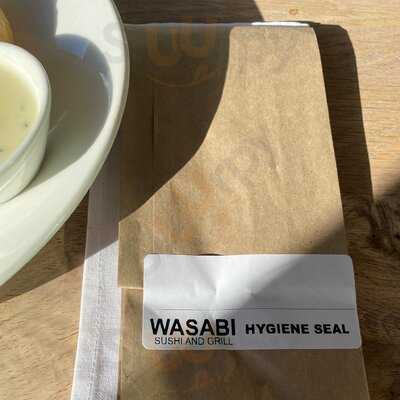 WASABI HYGIENE SEAL
SUSHI AND GRILL